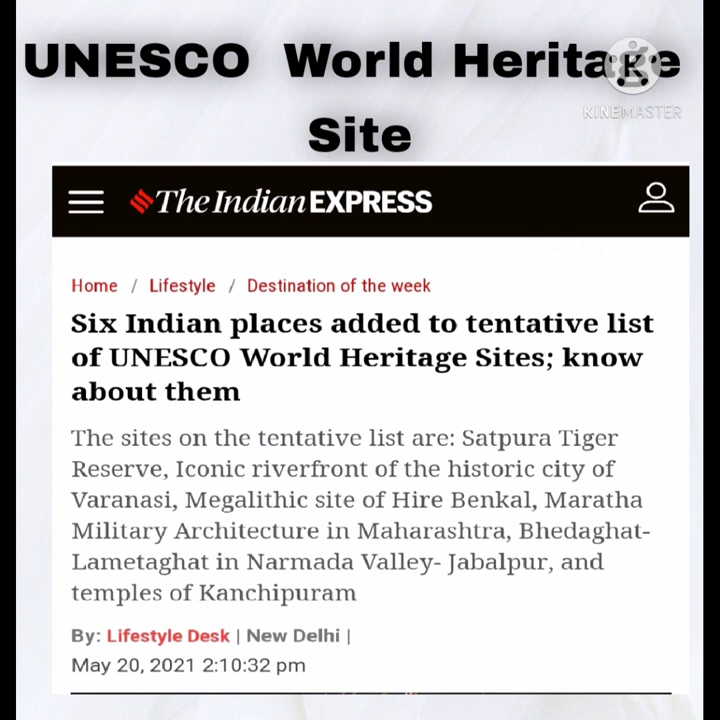 UNESCO World Heritage
Site
KINEMASTER
The Indian EXPRESS
Home / Lifestyle / Destination of the week
Six Indian places added to tentative list
of UNESCO World Heritage Sites; know
about them
The sites on the tentative list are: Satpura Tiger
Reserve, Iconic riverfront of the historic city of
Varanasi, Megalithic site of Hire Benkal, Maratha
Military Architecture in Maharashtra, Bhedaghat-
Lametaghat in Narmada Valley- Jabalpur, and
temples of Kanchipuram
By: Lifestyle Desk | New Delhi |
May 20, 2021 2:10:32 pm